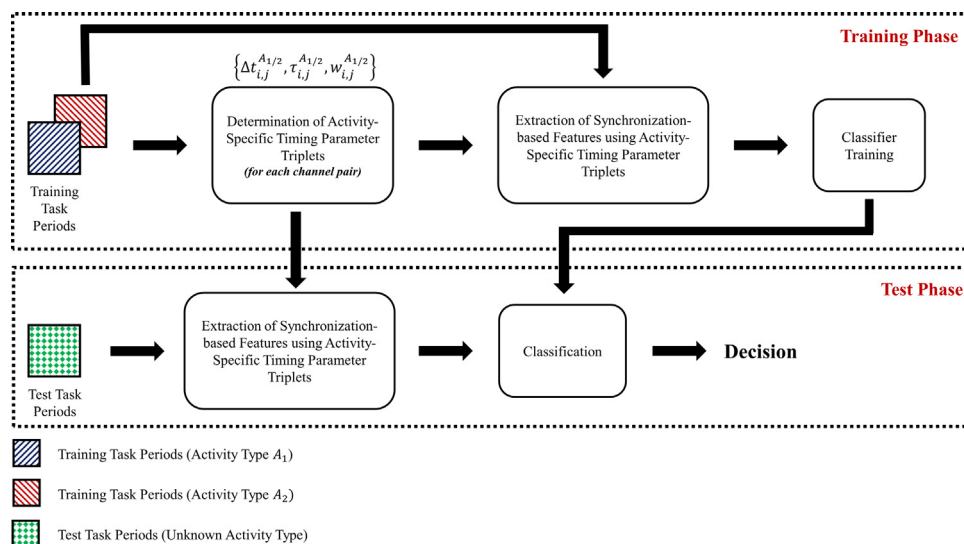 Training Phase
{Δt_{i,j}^{A_{1/2}}, τ_{i,j}^{A_{1/2}}, w_{i,j}^{A_{1/2}}}
Determination of Activity-
Specific Timing Parameter
Triplets
(for each channel pair)
Extraction of Synchronization-
based Features using Activity-
Specific Timing Parameter
Triplets
Classifier
Training
Training
Task
Periods
Test Phase
Extraction of Synchronization-
based Features using Activity-
Specific Timing Parameter
Triplets
Classification
Decision
Test Task
Periods
Training Task Periods (Activity Type A₁)
Training Task Periods (Activity Type A₂)
Test Task Periods (Unknown Activity Type)